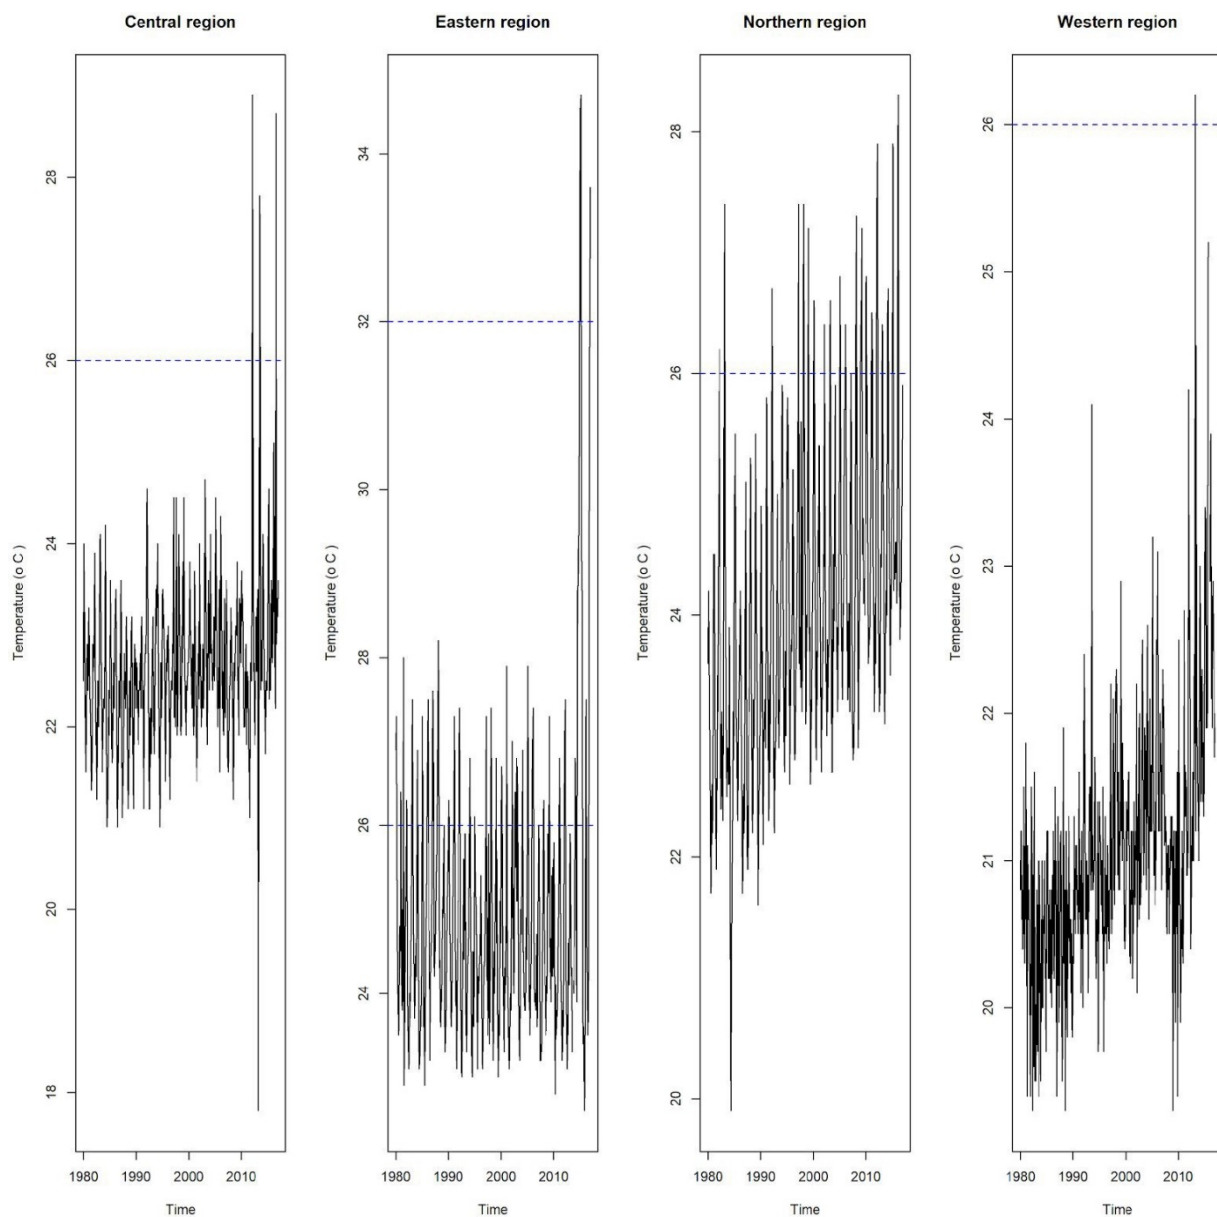 Central region
Eastern region
Northern region
Western region
Temperature (o C )
28
26
24
22
20
18
1980 1990 2000 2010
Time
Temperature (o C )
34
32
30
28
26
24
1980 1990 2000 2010
Time
Temperature (o C )
28
26
24
22
20
1980 1990 2000 2010
Time
Temperature (o C )
26
25
24
23
22
21
20
1980 1990 2000 2010
Time